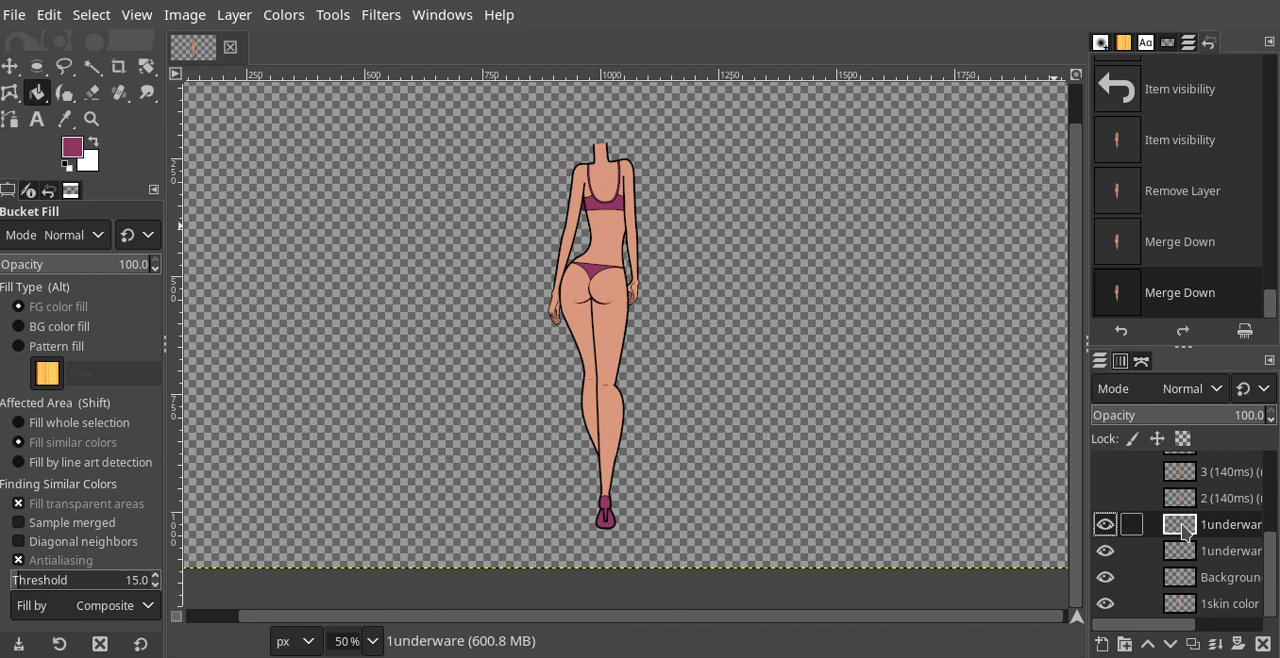 File Edit Select View Image Layer Colors Tools Filters Windows Help
250 500 750 1000 1250 1500 1750
Item visibility
Item visibility
Remove Layer
Merge Down
Merge Down
Bucket Fill
Mode Normal
Opacity 100.0
Fill Type (Alt)
FG color fill
BG color fill
Pattern fill
Pine
Affected Area (Shift)
Fill whole selection
Fill similar colors
Fill by line art detection
Finding Similar Colors
Fill transparent areas
Sample merged
Diagonal neighbors
Antialiasing
Threshold 15.0
Fill by Composite
250
500
750
1000
Mode Normal
Opacity 100.0
Lock:
3 (140ms) (r
2 (140ms) (r
1underwar
1underwar
Backgroun
1skin color
px 50 % 1underware (600.8 MB)